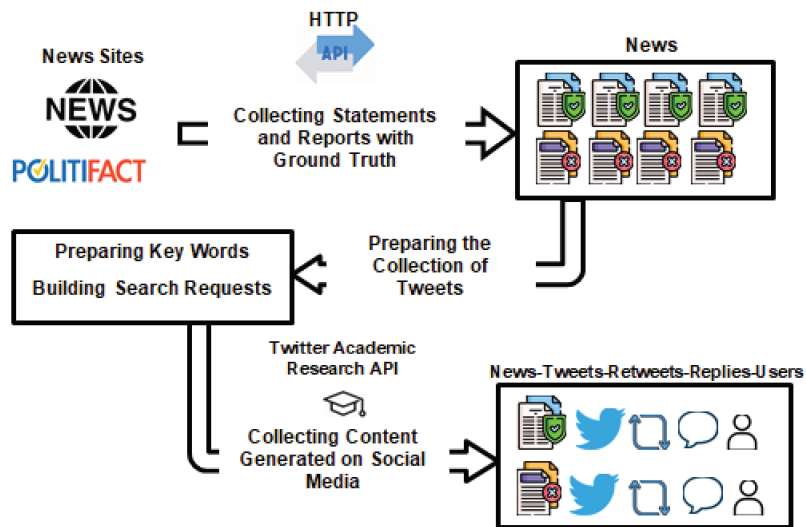 HTTP
API
News Sites
NEWS
POLITIFACT
Collecting Statements
and Reports with
Ground Truth
News
Preparing the
Collection of
Tweets
Preparing Key Words
Building Search Requests
Twitter Academic
Research API
Collecting Content
Generated on Social
Media
News-Tweets-Retweets-Replies-Users